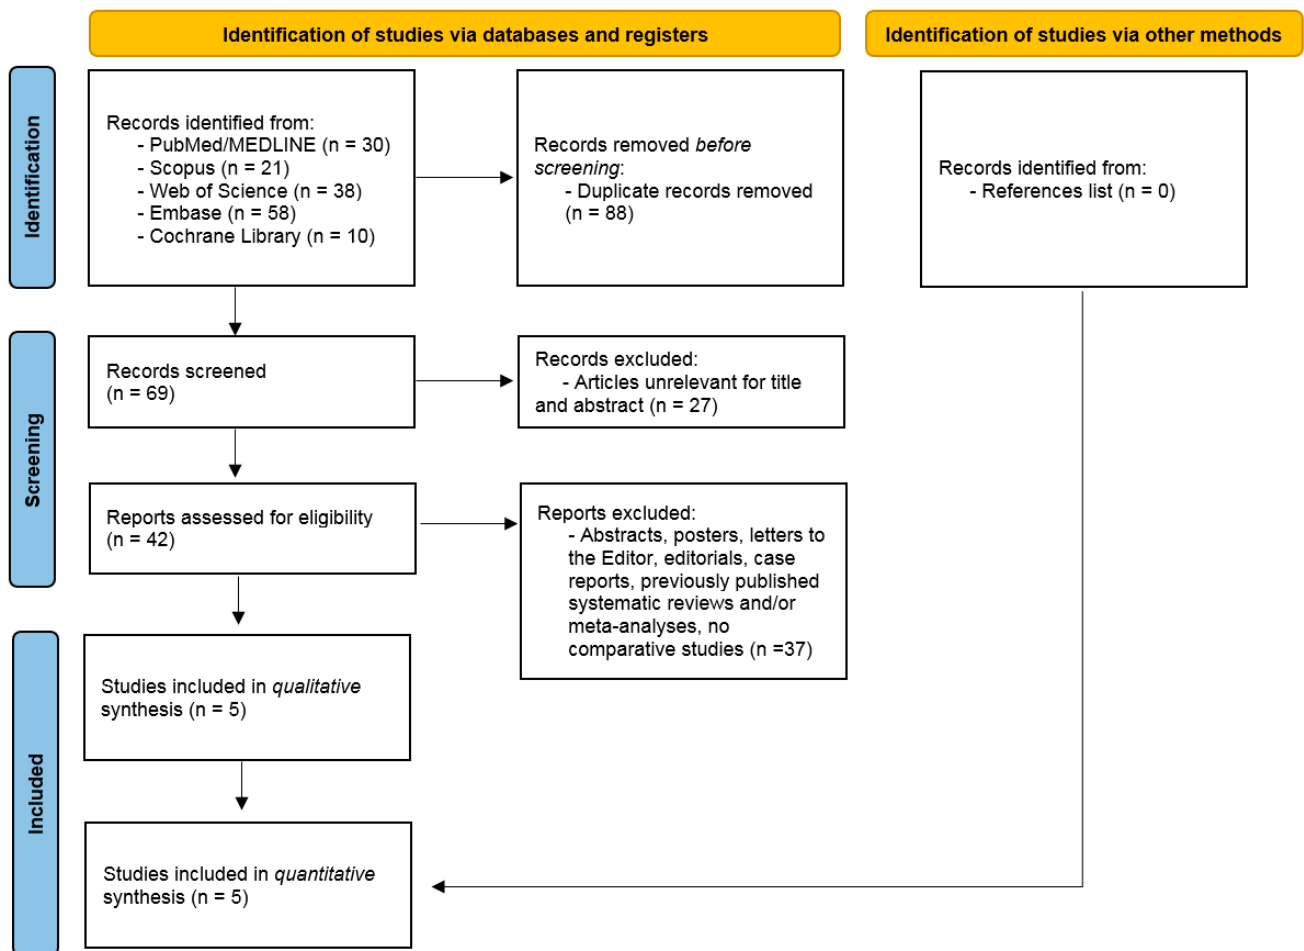 Identification of studies via databases and registers
Identification of studies via other methods
Identification
Records identified from:
- PubMed/MEDLINE (n = 30)
- Scopus (n = 21)
- Web of Science (n = 38)
- Embase (n = 58)
- Cochrane Library (n = 10)
Records removed before
screening:
- Duplicate records removed
(n = 88)
Records identified from:
- References list (n = 0)
Screening
Records screened
(n = 69)
Records excluded:
- Articles unrelevant for title
and abstract (n = 27)
Reports assessed for eligibility
(n = 42)
Reports excluded:
- Abstracts, posters, letters to
the Editor, editorials, case
reports, previously published
systematic reviews and/or
meta-analyses, no
comparative studies (n =37)
Included
Studies included in qualitative
synthesis (n = 5)
Studies included in quantitative
synthesis (n = 5)